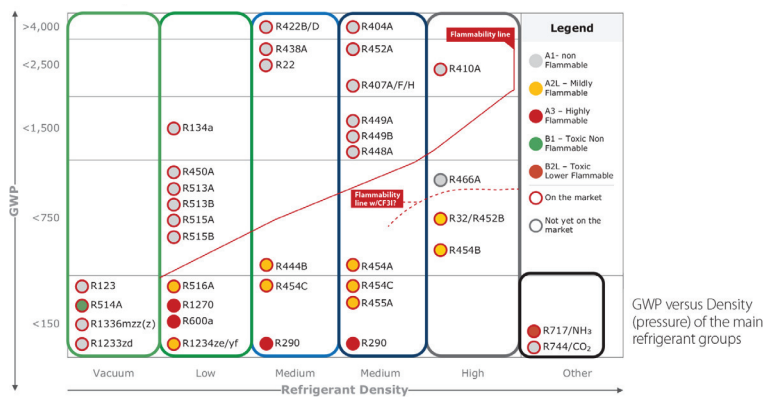 >4,000
<2,500
<1,500
<750
<150
GWP
R123
R514A
R1336mzz(z)
R1233zd
R134a
R450A
R513A
R513B
R515A
R515B
R516A
R1270
R600a
R1234ze/yf
R422B/D
R438A
R22
R444B
R454C
R290
R404A
R452A
R407A/F/H
R449A
R449B
R448A
R454A
R454C
R455A
R290
Flammability line
R410A
R466A
Flammability
line w/CF3I?
R32/R452B
R454B
R717/NH₃
R744/CO₂
Legend
A1- non
Flammable
A2L – Mildly
Flammable
A3 – Highly
Flammable
B1 – Toxic Non
Flammable
B2L – Toxic
Lower Flammable
On the market
Not yet on the
market
Vacuum
Low
Medium
Medium
High
Other
Refrigerant Density
GWP versus Density
(pressure) of the main
refrigerant groups